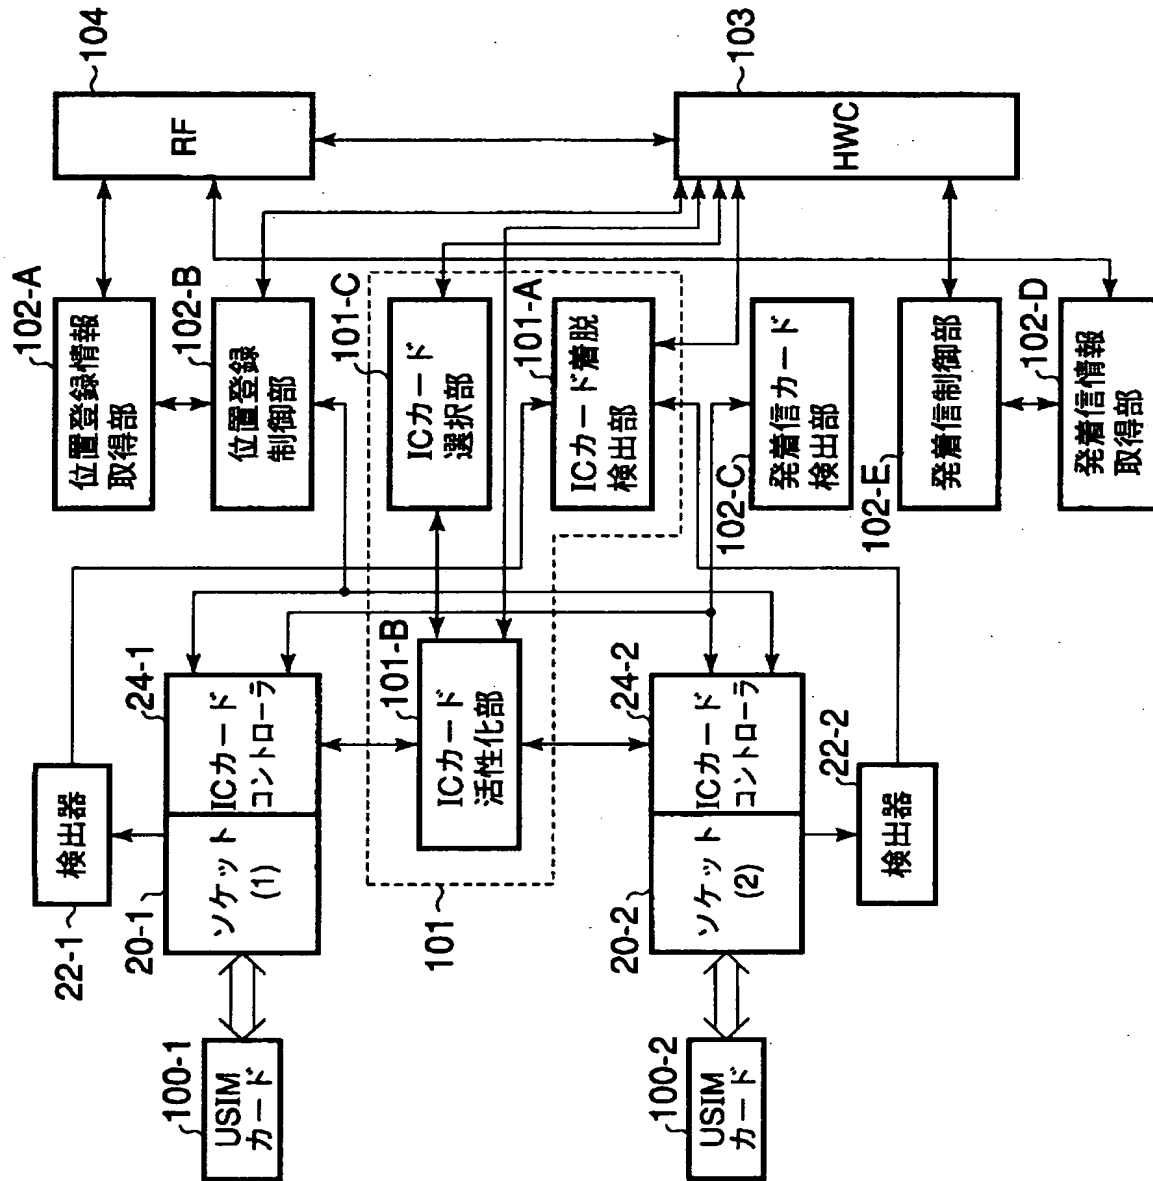 104
RF
103
HWC
102-A
位置登録情報
取得部
102-B
位置登録
制御部
101-C
ICカード
選択部
101-A
ICカード着脱
検出部
102-C
発着信カード
検出部
102-E
発着信制御部
102-D
発着信情報
取得部
101-B
ICカード
活性化部
101
24-1
ICカード
コントローラ
20-1
ソケット
(1)
22-1
検出器
24-2
ICカード
コントローラ
20-2
ソケット
(2)
22-2
検出器
100-1
USIM
カード
100-2
USIM
カード